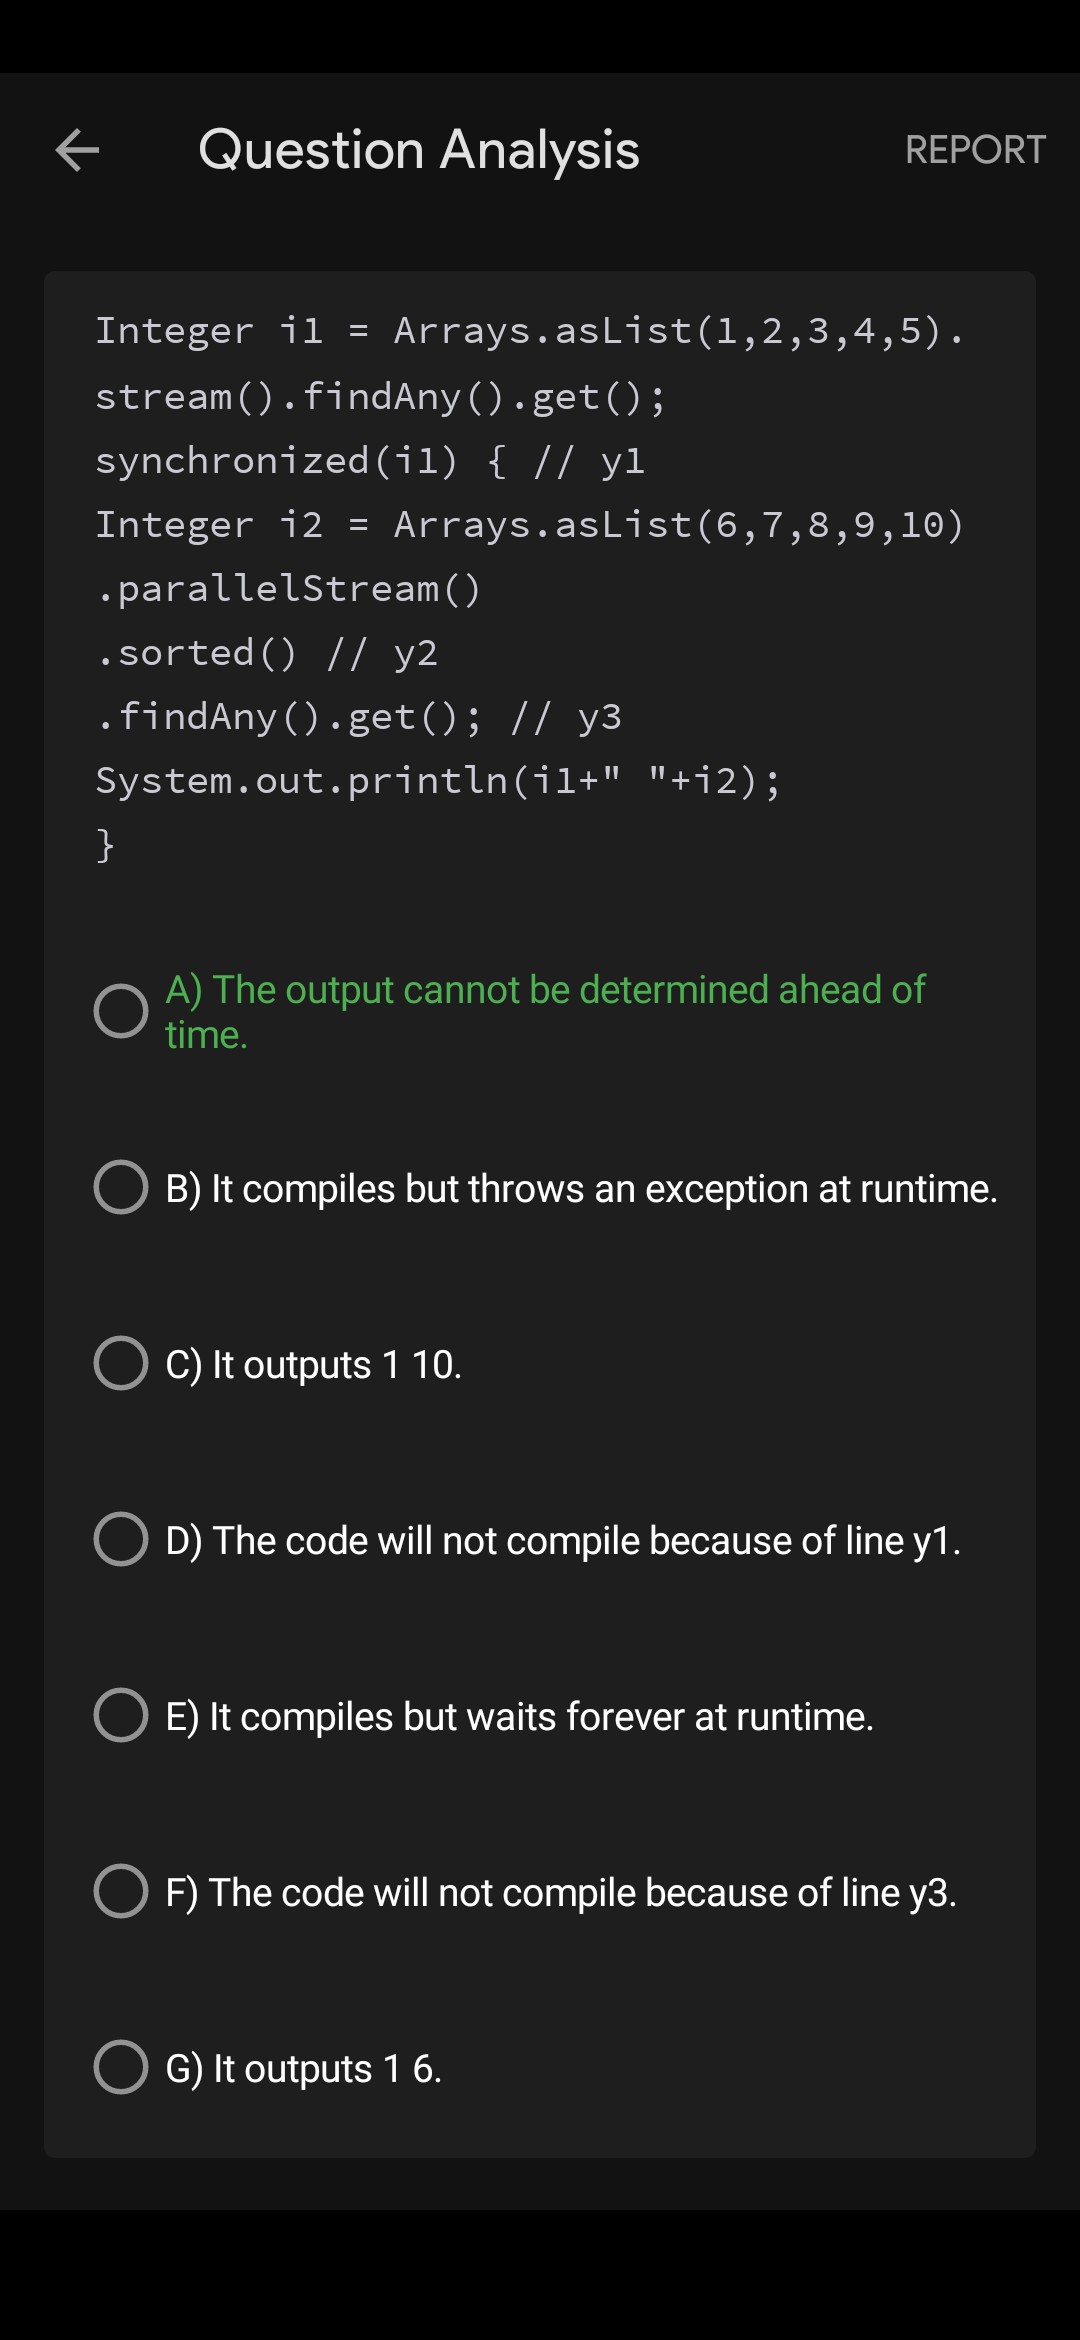 Question Analysis
REPORT
Integer i1 = Arrays.asList(1,2,3,4,5).
stream().findAny().get();
synchronized(i1) { // y1
Integer i2 = Arrays.asList(6,7,8,9,10)
.parallelStream()
.sorted() // y2
.findAny().get(); // y3
System.out.println(i1+" "+i2);
}
A) The output cannot be determined ahead of
time.
B) It compiles but throws an exception at runtime.
C) It outputs 1 10.
D) The code will not compile because of line y1.
E) It compiles but waits forever at runtime.
F) The code will not compile because of line y3.
G) It outputs 1 6.